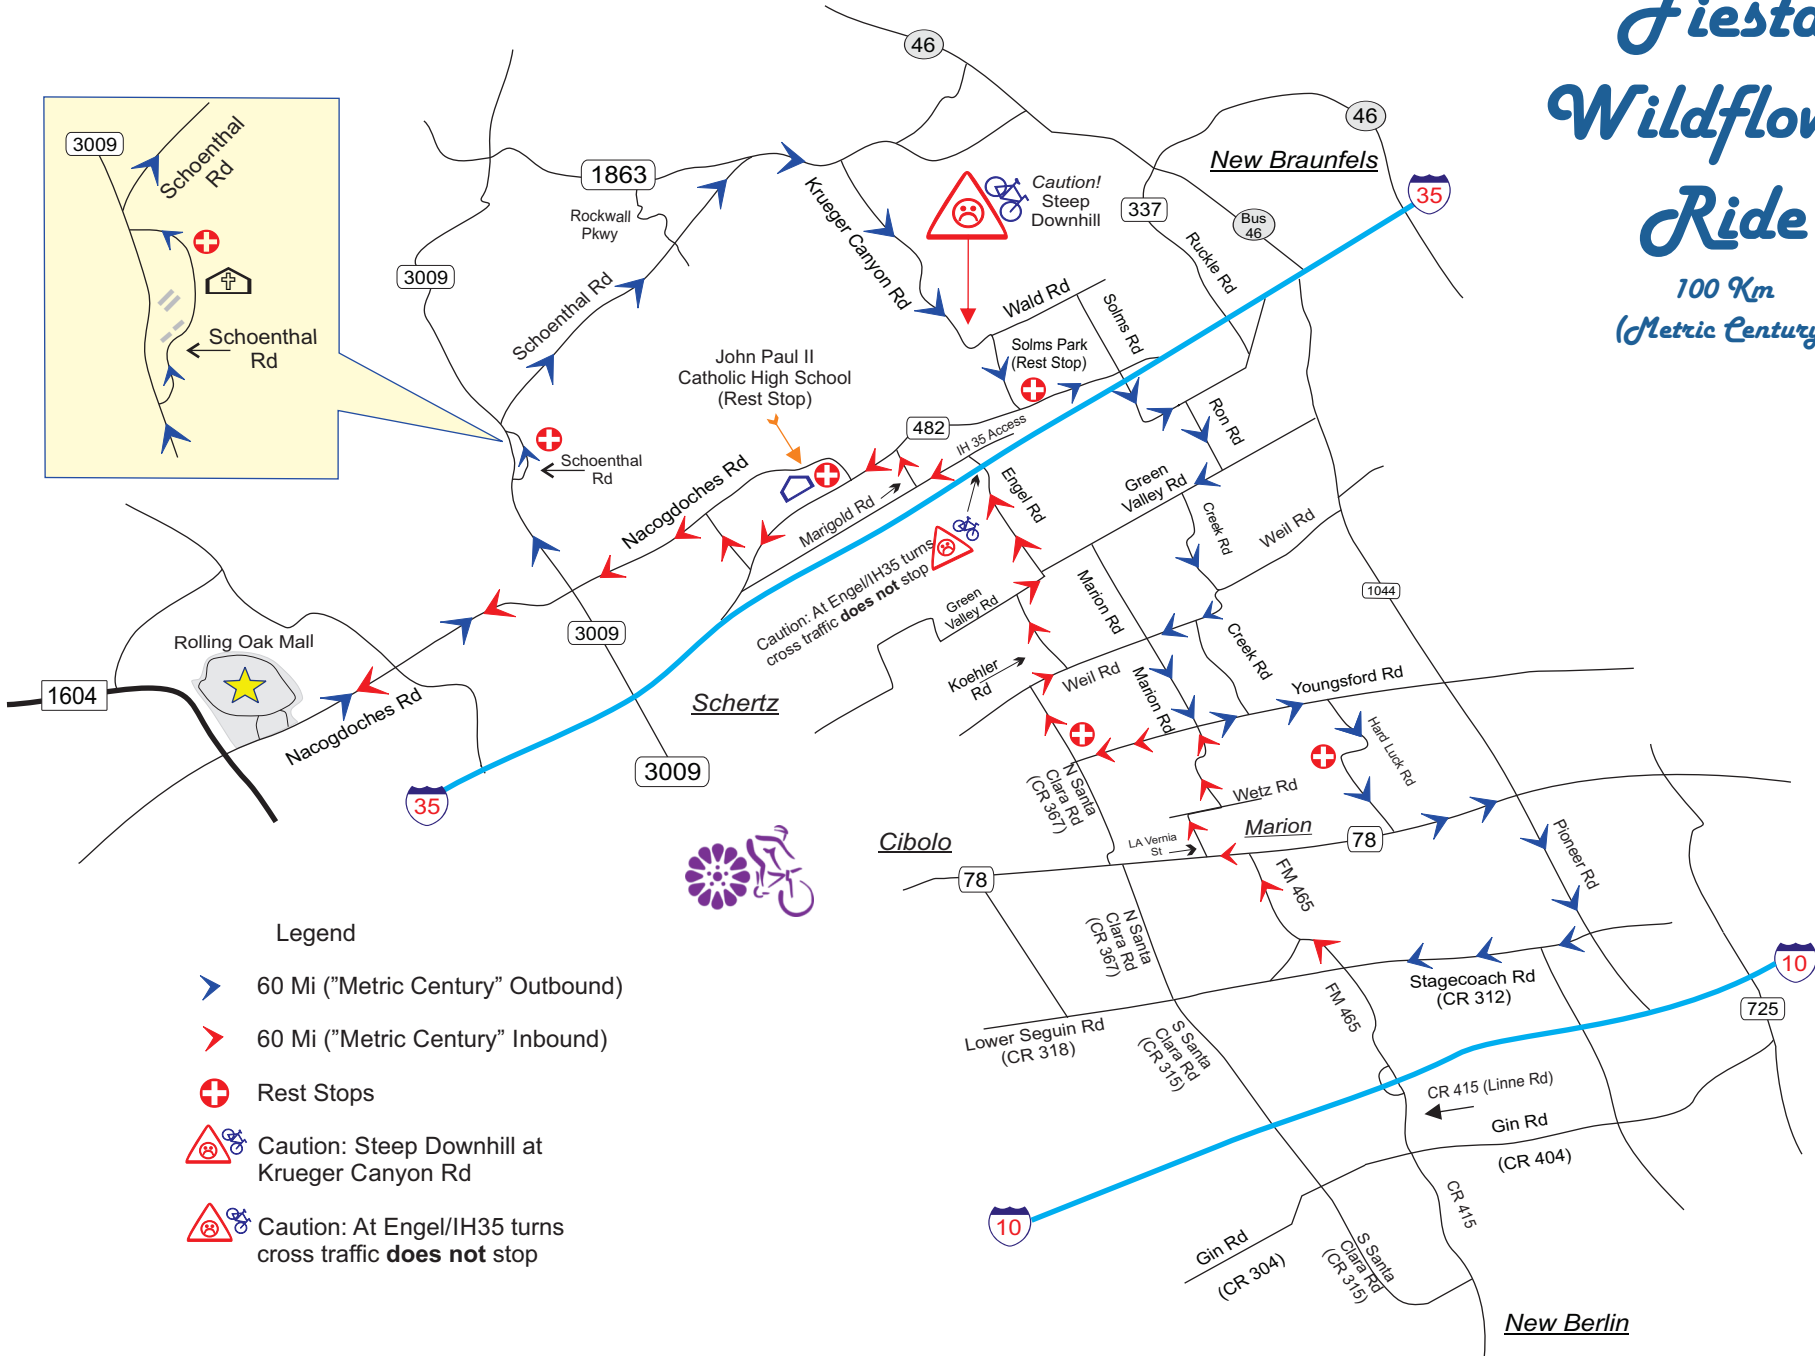 Fiesta
Wildflow
Ride
100 Km
(Metric Century
46
46
New Braunfels
35
337
Bus
46
Caution!
Steep
Downhill
3009
Schoenthal
Rd
Schoenthal
Rd
1863
Rockwall
Pkwy
3009
Krueger Canyon Rd
Ruckle Rd
Wald Rd
Solms Rd
Schoenthal Rd
Solms Park
(Rest Stop)
John Paul II
Catholic High School
(Rest Stop)
482
IH 35 Access
Ron Rd
Schoenthal
Rd
Nacogdoches Rd
Marigold Rd
Engel Rd
Green
Valley Rd
Creek Rd
Weil Rd
Caution: At Engel/IH35 turns
cross traffic does not stop
Green
Valley Rd
Marion Rd
1044
3009
Rolling Oak Mall
Creek Rd
Koehler
Rd
Weil Rd
Marion Rd
Youngsford Rd
1604
Nacogdoches Rd
Schertz
3009
35
Hard Luck Rd
N Santa
Clara Rd
(CR 367)
Wetz Rd
Cibolo
LA Vernia
St
Marion
78
Pioneer Rd
78
FM 465
N Santa
Clara Rd
(CR 367)
Legend
60 Mi ("Metric Century" Outbound)
60 Mi ("Metric Century" Inbound)
Rest Stops
Caution: Steep Downhill at
Krueger Canyon Rd
Caution: At Engel/IH35 turns
cross traffic does not stop
10
Stagecoach Rd
(CR 312)
FM 465
725
Lower Seguin Rd
(CR 318)
S Santa
Clara Rd
(CR 315)
CR 415 (Linne Rd)
Gin Rd
(CR 404)
10
CR 415
Gin Rd
(CR 304)
S Santa
Clara Rd
(CR 315)
New Berlin